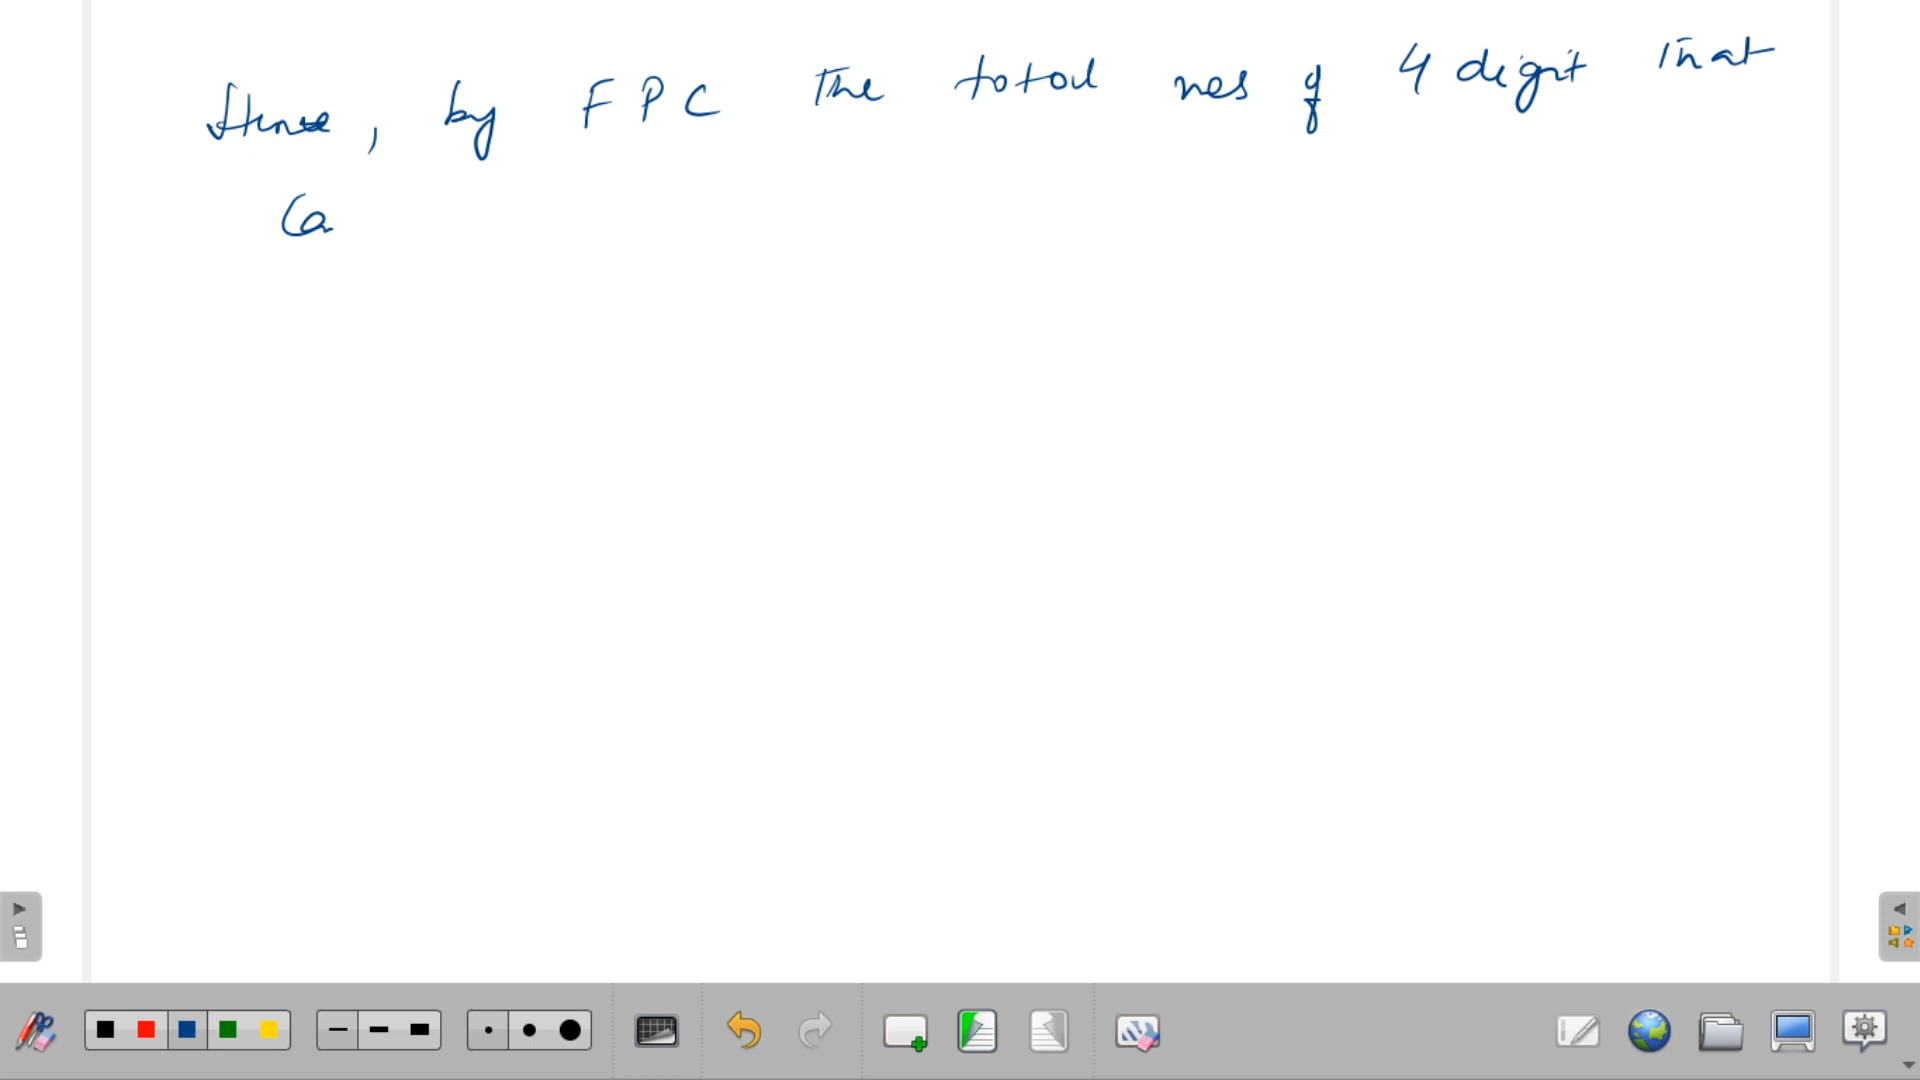 Hence, by FPC the total nos of 4 digit that
Ca